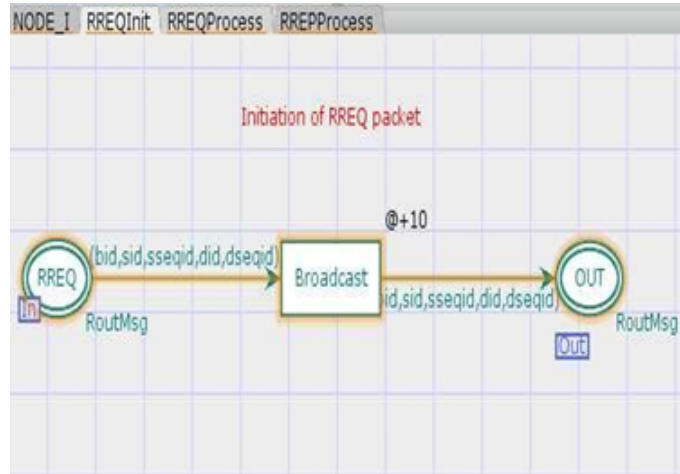 NODE_I RREQInit RREQProcess RREPProcess
Initiation of RREQ packet
@+10
(bid,sid,sseqid,did,dseqid)
RREQ
Broadcast
OUT
id,sid,sseqid,did,dseqid)
In
RoutMsg
RoutMsg
Out